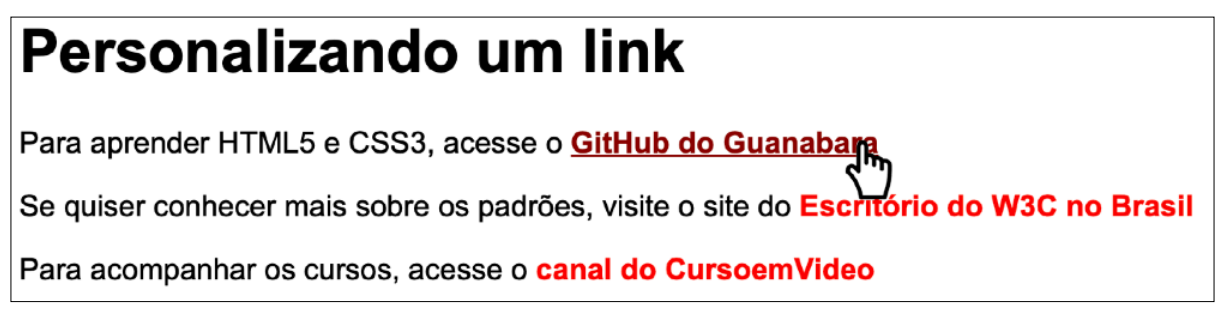 Personalizando um link
Para aprender HTML5 e CSS3, acesse o GitHub do Guanabara
Se quiser conhecer mais sobre os padrões, visite o site do Escritório do W3C no Brasil
Para acompanhar os cursos, acesse o canal do CursoemVideo